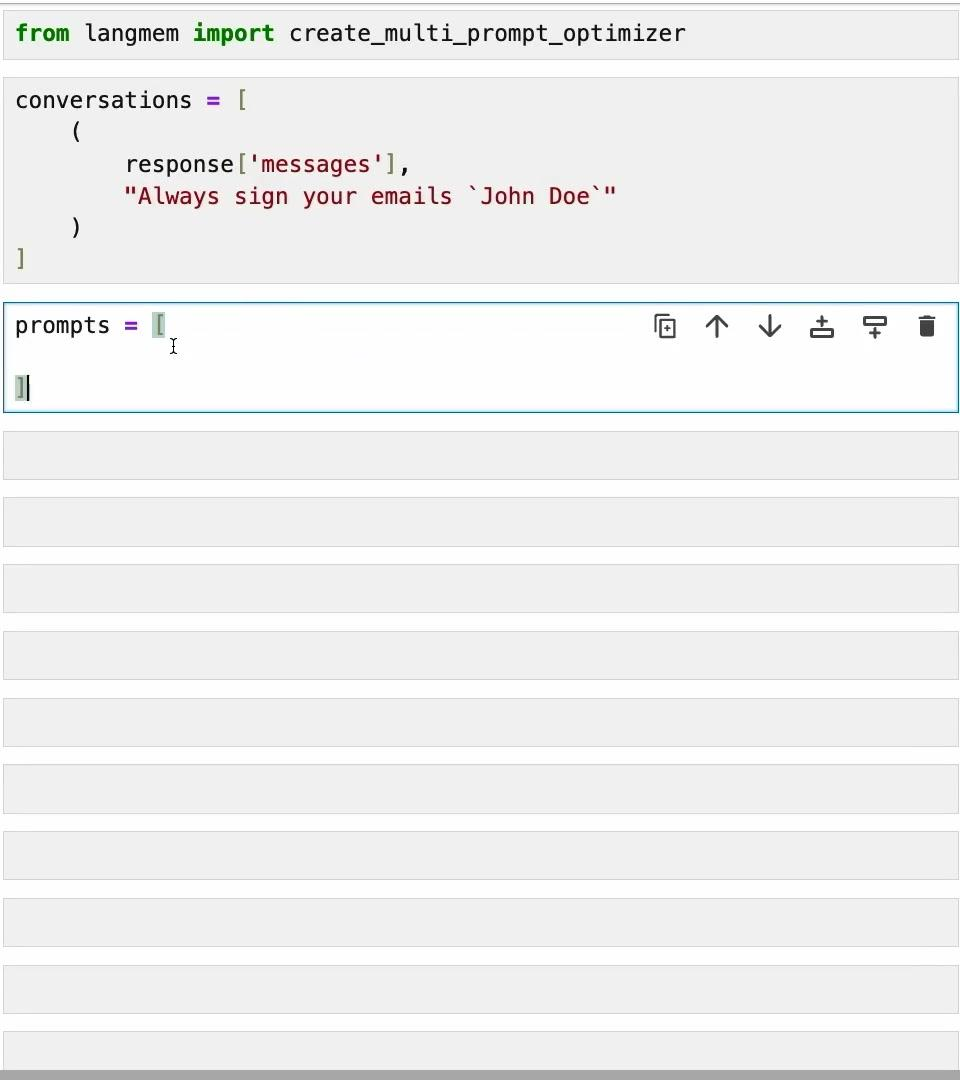 from langmem import create_multi_prompt_optimizer
conversations = [
    (
        response['messages'],
        "Always sign your emails `John Doe`"
    )
]
prompts = [
]